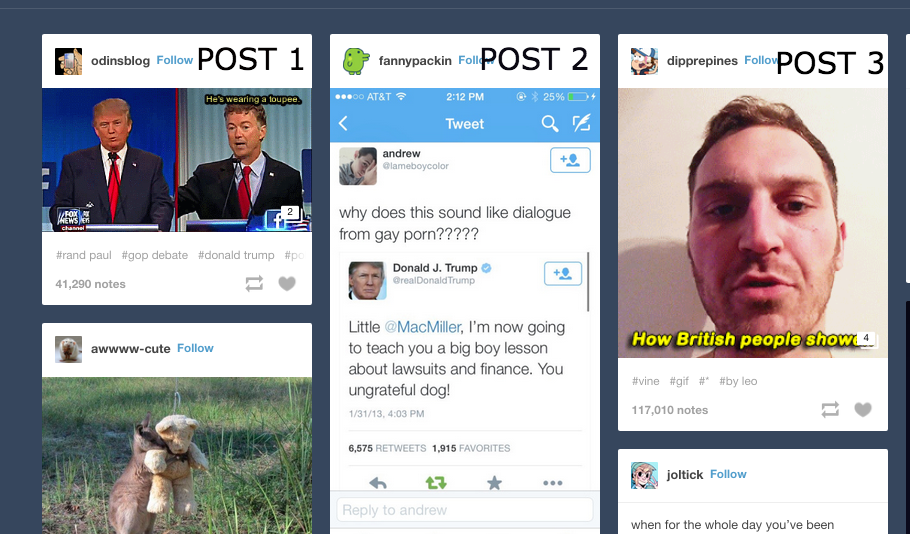 odinsblog Follow POST 1
He's wearing a toupee.
FOX
NEWS
channel
2
#rand paul #gop debate #donald trump #po
41,290 notes
awwww-cute Follow
fannypackin Follo POST 2
AT&T 2:12 PM 25%
Tweet
andrew
@lameboycolor
why does this sound like dialogue
from gay porn?????
Donald J. Trump
@realDonaldTrump
Little @MacMiller, I'm now going
to teach you a big boy lesson
about lawsuits and finance. You
ungrateful dog!
1/31/13, 4:03 PM
6,575 RETWEETS 1,915 FAVORITES
Reply to andrew
dipprepines Follow POST 3
How British people showe
4
#vine #gif #* #by leo
117,010 notes
joltick Follow
when for the whole day you've been